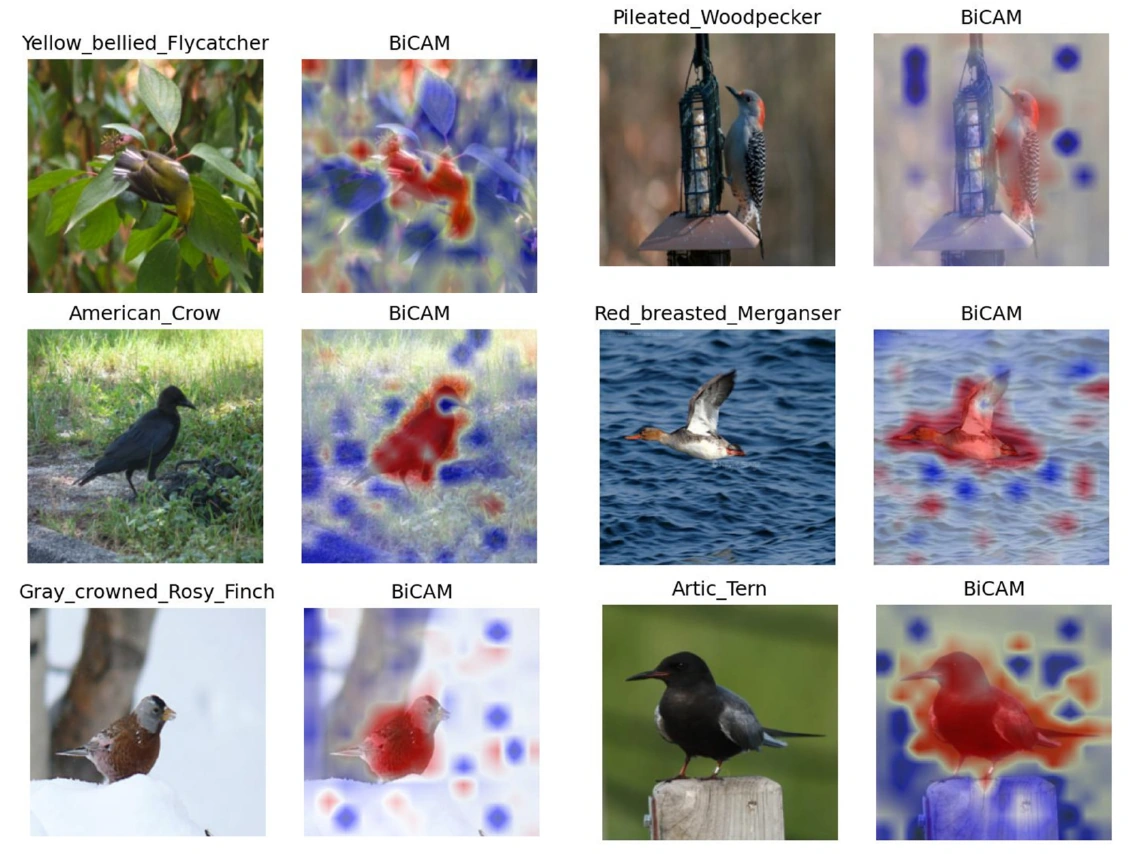 Yellow_bellied_Flycatcher
BiCAM
Pileated_Woodpecker
BiCAM
American_Crow
BiCAM
Red_breasted_Merganser
BiCAM
Gray_crowned_Rosy_Finch
BiCAM
Artic_Tern
BiCAM